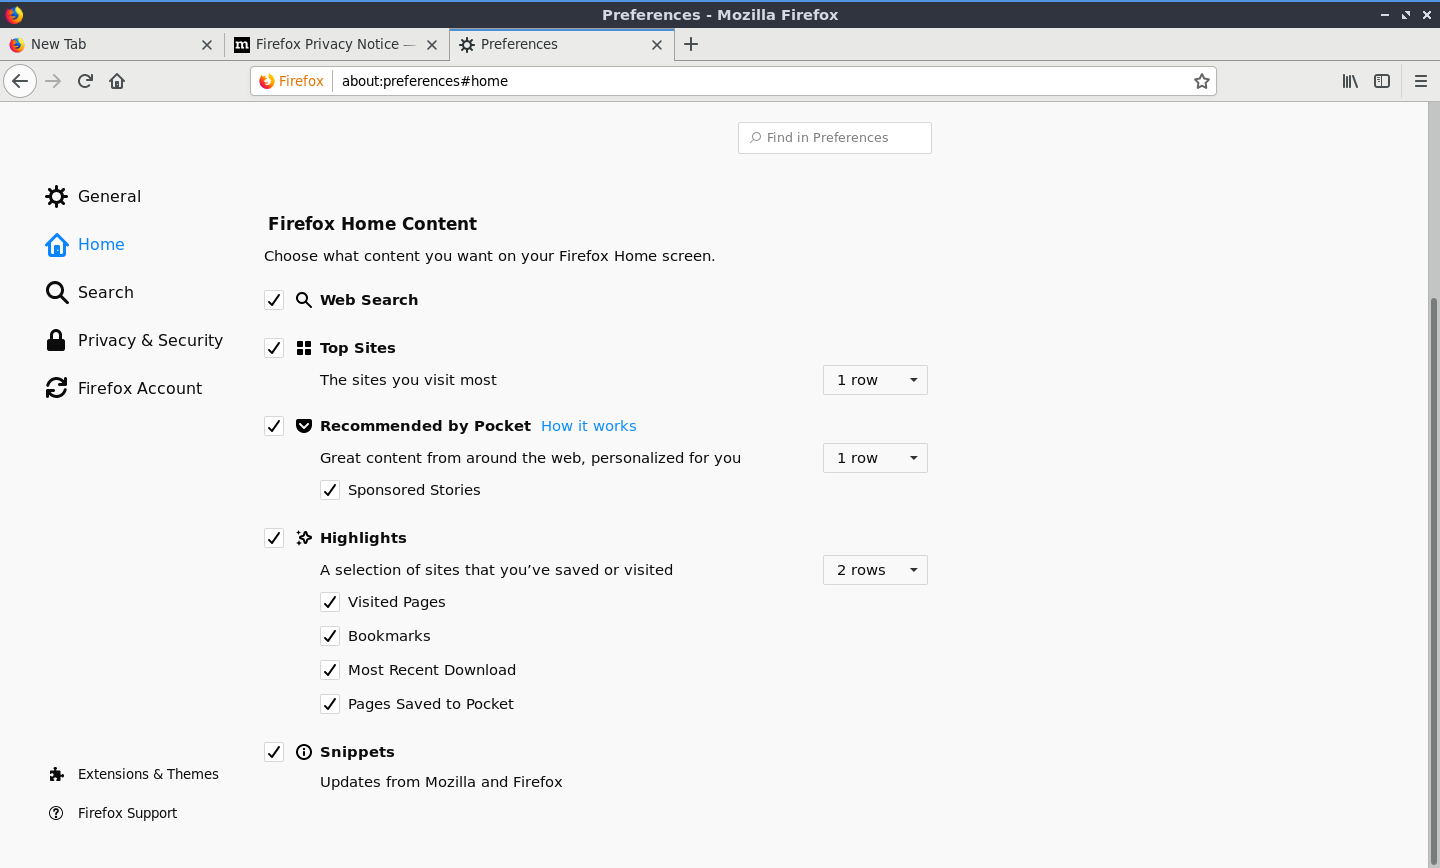 Preferences - Mozilla Firefox
New Tab
Firefox Privacy Notice —
Preferences
Firefox
about:preferences#home
Find in Preferences
General
Home
Search
Privacy & Security
Firefox Account
Extensions & Themes
Firefox Support
Firefox Home Content
Choose what content you want on your Firefox Home screen.
Web Search
Top Sites
The sites you visit most
1 row
Recommended by Pocket How it works
Great content from around the web, personalized for you
1 row
Sponsored Stories
Highlights
A selection of sites that you’ve saved or visited
2 rows
Visited Pages
Bookmarks
Most Recent Download
Pages Saved to Pocket
Snippets
Updates from Mozilla and Firefox